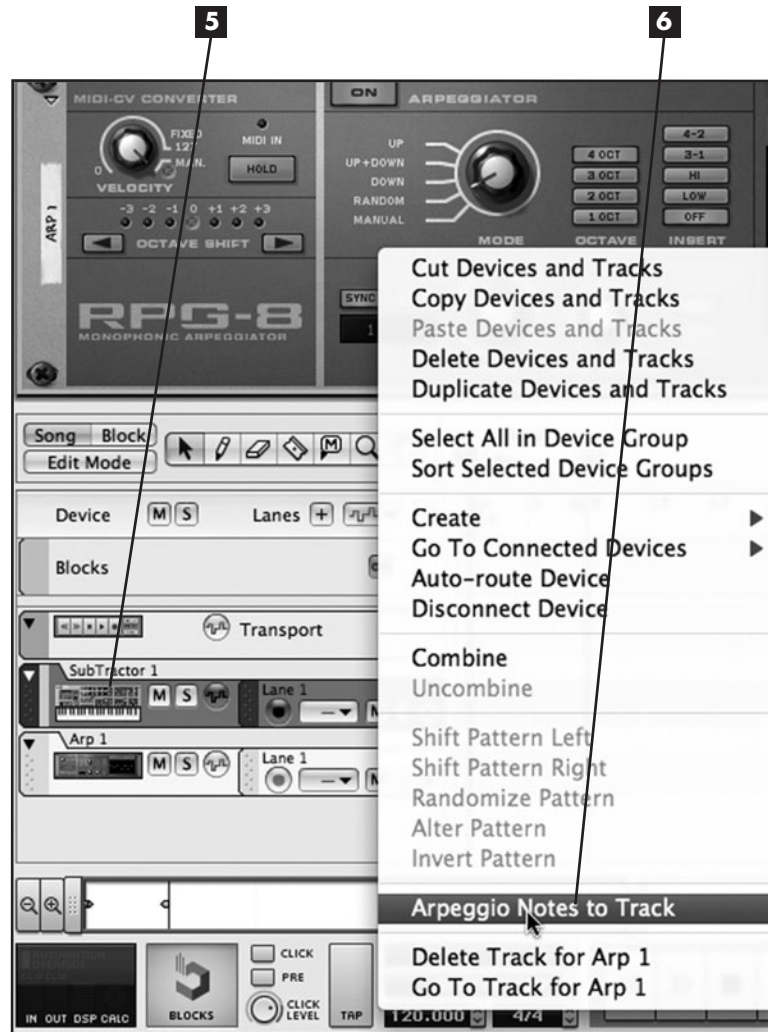 5
6
MIDI-CV CONVERTER
ON
ARPEGGIATOR
FIXED
127
MAN.
0
VELOCITY
MIDI IN
HOLD
UP
UP+DOWN
DOWN
RANDOM
MANUAL
MODE
4 OCT
3 OCT
2 OCT
1 OCT
OCTAVE
4-2
3-1
HI
LOW
OFF
INSERT
-3 -2 -1 0 +1 +2 +3
OCTAVE SHIFT
ARP 1
RPG-8
MONOPHONIC ARPEGGIATOR
SYNC
1
Cut Devices and Tracks
Copy Devices and Tracks
Paste Devices and Tracks
Delete Devices and Tracks
Duplicate Devices and Tracks
Select All in Device Group
Sort Selected Device Groups
Create
Go To Connected Devices
Auto-route Device
Disconnect Device
Combine
Uncombine
Shift Pattern Left
Shift Pattern Right
Randomize Pattern
Alter Pattern
Invert Pattern
Arpeggio Notes to Track
Delete Track for Arp 1
Go To Track for Arp 1
Song Block
Edit Mode
M
Device M S Lanes +
Blocks
Transport
SubTractor 1
M S Lane 1
M
Arp 1
M S Lane 1
M
IN OUT DSP CALC
BLOCKS
CLICK
PRE
CLICK
LEVEL
TAP
120.000 4/4